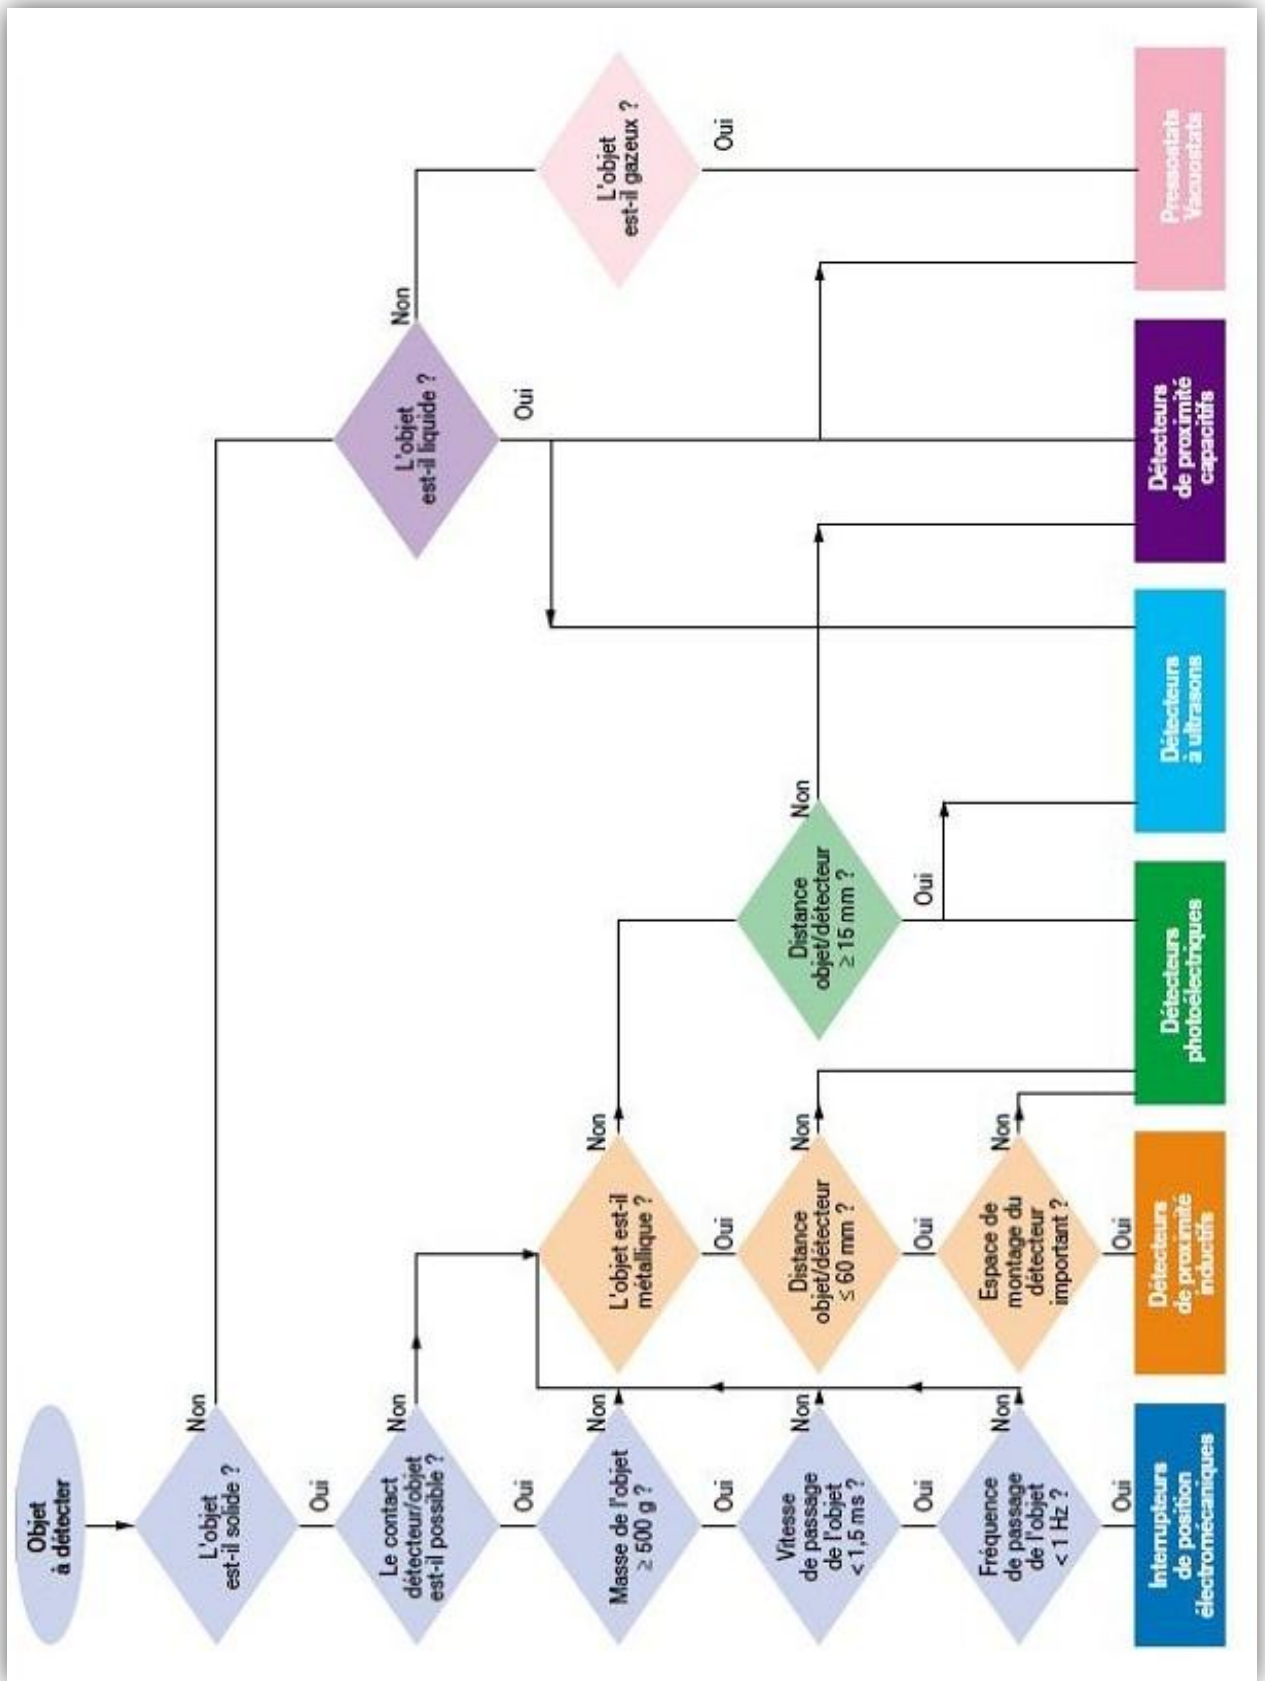 Objet
à détecter
L'objet
est-il solide ?
Non
Oui
Le contact
détecteur/objet
est-il possible ?
Non
Oui
Masse de l'objet
≥ 500 g ?
Non
Oui
Vitesse
de passage
de l'objet
< 1,5 ms ?
Non
Oui
Fréquence
de passage
de l'objet
< 1 Hz ?
Non
Oui
Interrupteurs
de position
électromécaniques
L'objet est-il
métallique ?
Non
Oui
Distance
objet/détecteur
≤ 60 mm ?
Non
Oui
Espace de
montage du
détecteur
important ?
Non
Oui
Détecteurs
de proximité
inductifs
Distance
objet/détecteur
≥ 15 mm ?
Non
Oui
Détecteurs
photoélectriques
Détecteurs
à ultrasons
L'objet
est-il liquide ?
Non
Oui
Détecteurs
de proximité
capacitifs
L'objet
est-il gazeux ?
Oui
Pressostats
Vacuostats